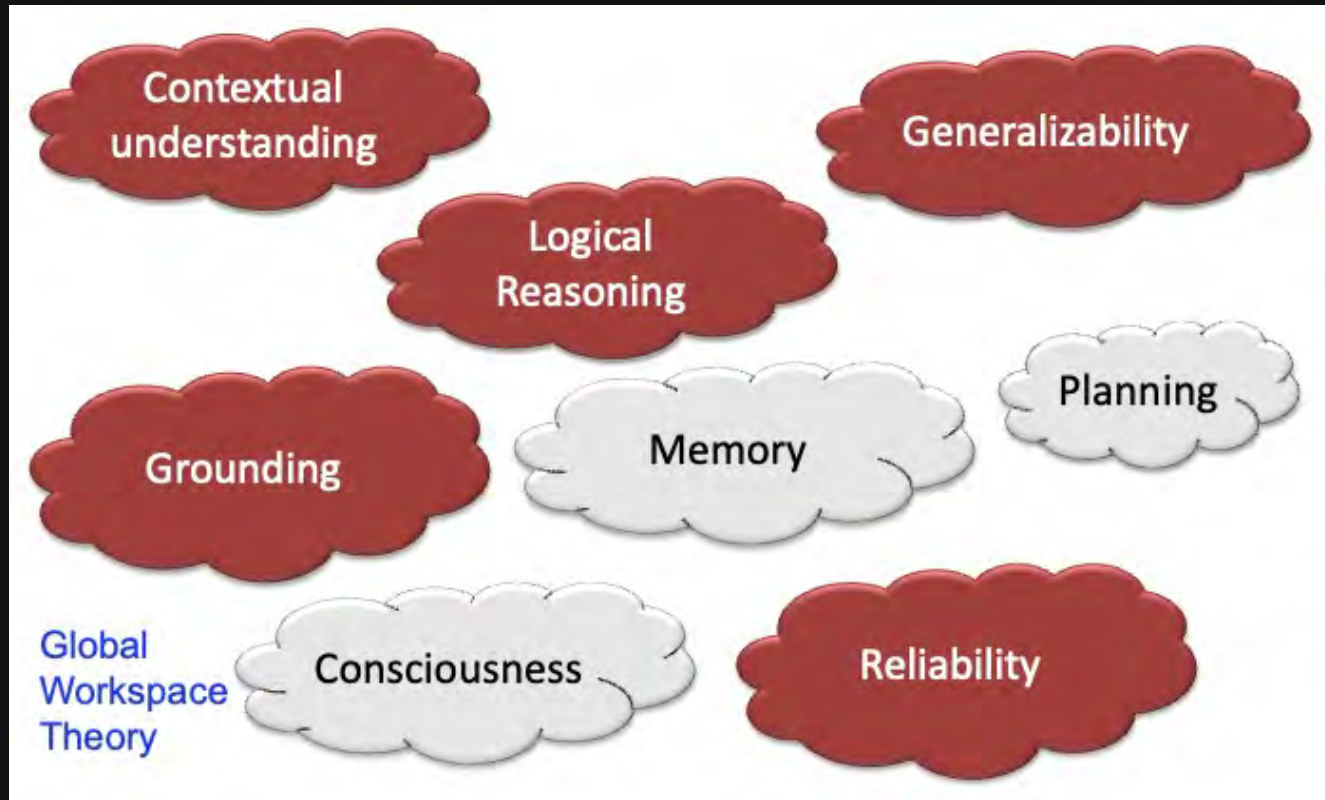 Contextual
understanding
Generalizability
Logical
Reasoning
Planning
Grounding
Memory
Global
Workspace
Theory
Consciousness
Reliability